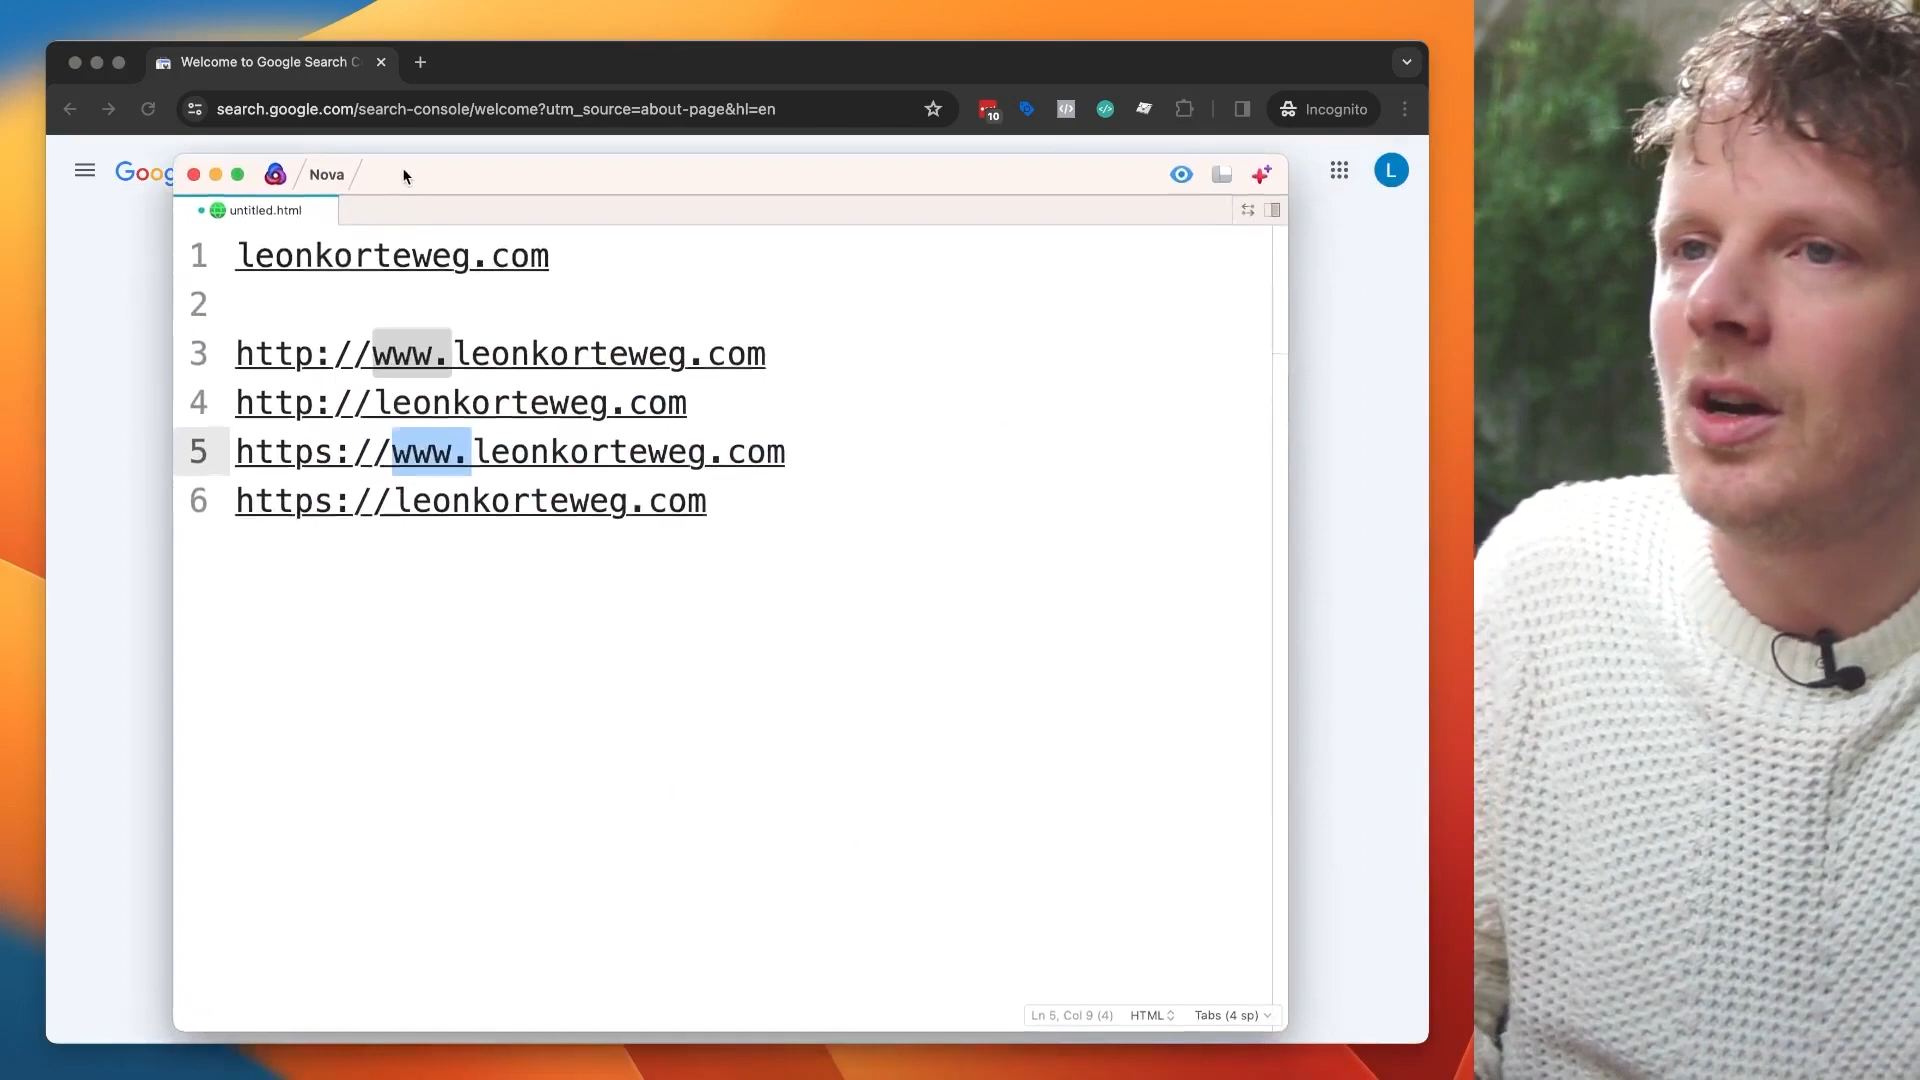 Welcome to Google Search C
search.google.com/search-console/welcome?utm_source=about-page&hl=en
10
Incognito
Goog
Nova
L
untitled.html
1 leonkorteweg.com
2
3 http://www.leonkorteweg.com
4 http://leonkorteweg.com
5 https://www.leonkorteweg.com
6 https://leonkorteweg.com
Ln 5, Col 9 (4) HTML Tabs (4 sp)